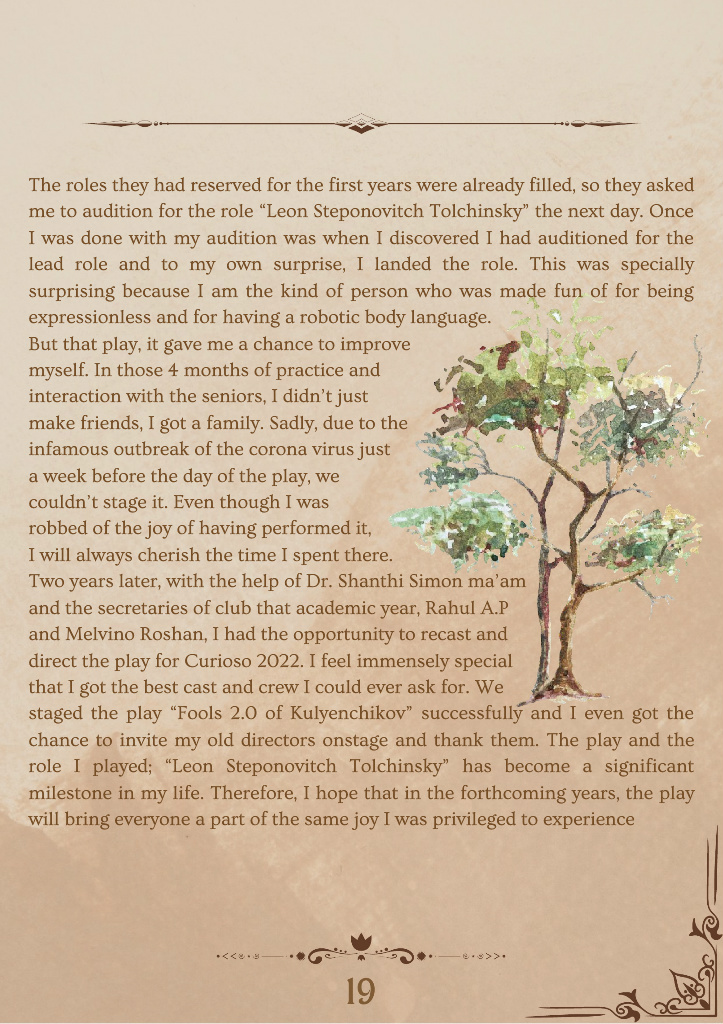 The roles they had reserved for the first years were already filled, so they asked
me to audition for the role “Leon Steponovitch Tolchinsky” the next day. Once
I was done with my audition was when I discovered I had auditioned for the
lead role and to my own surprise, I landed the role. This was specially
surprising because I am the kind of person who was made fun of for being
expressionless and for having a robotic body language.
But that play, it gave me a chance to improve
myself. In those 4 months of practice and
interaction with the seniors, I didn’t just
make friends, I got a family. Sadly, due to the
infamous outbreak of the corona virus just
a week before the day of the play, we
couldn’t stage it. Even though I was
robbed of the joy of having performed it,
I will always cherish the time I spent there.
Two years later, with the help of Dr. Shanthi Simon ma’am
and the secretaries of club that academic year, Rahul A.P
and Melvino Roshan, I had the opportunity to recast and
direct the play for Curioso 2022. I feel immensely special
that I got the best cast and crew I could ever ask for. We
staged the play “Fools 2.0 of Kulyenchikov” successfully and I even got the
chance to invite my old directors onstage and thank them. The play and the
role I played; “Leon Steponovitch Tolchinsky” has become a significant
milestone in my life. Therefore, I hope that in the forthcoming years, the play
will bring everyone a part of the same joy I was privileged to experience
19